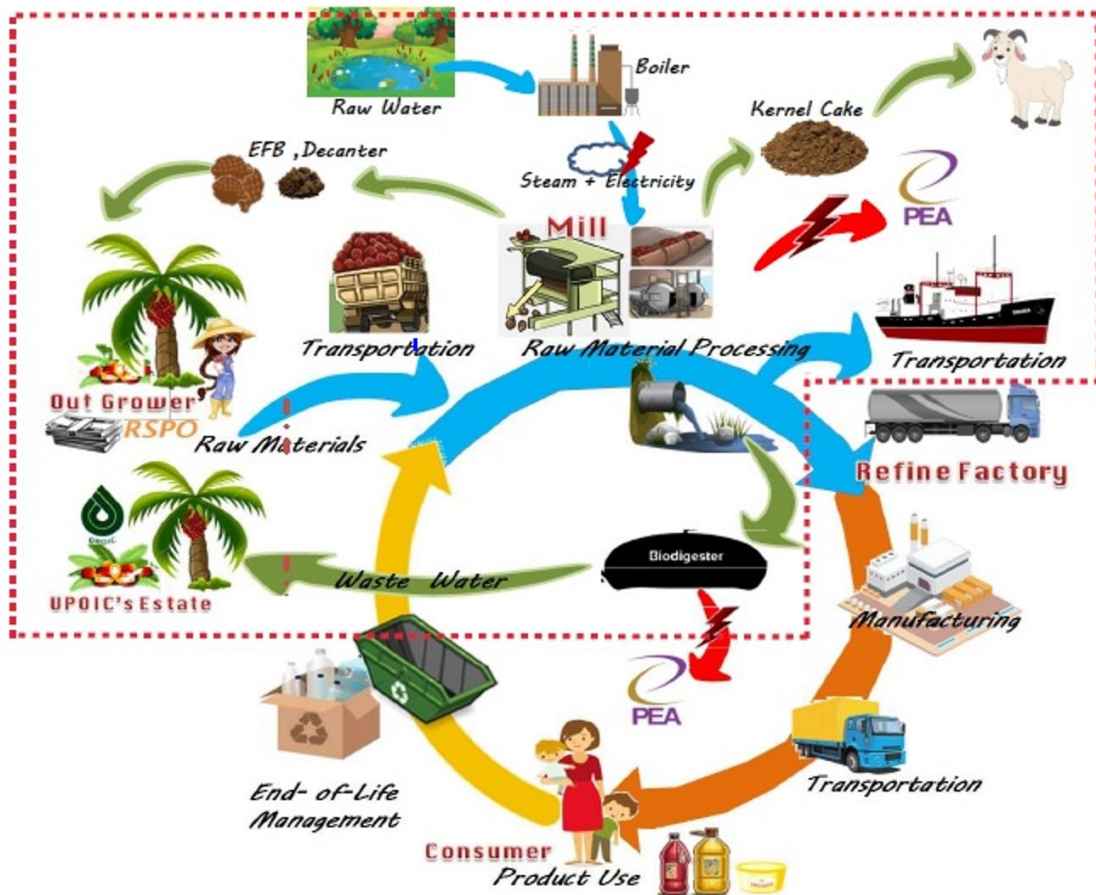 Raw Water
Boiler
Kernel Cake
EFB ,Decanter
Steam + Electricity
PEA
Mill
Transportation
Raw Material Processing
Transportation
Out Grower
RSPO
Raw Materials
Refine Factory
Biodigester
Waste Water
UPOIC's Estate
Manufacturing
PEA
Transportation
End- of-Life
Management
Consumer
Product Use